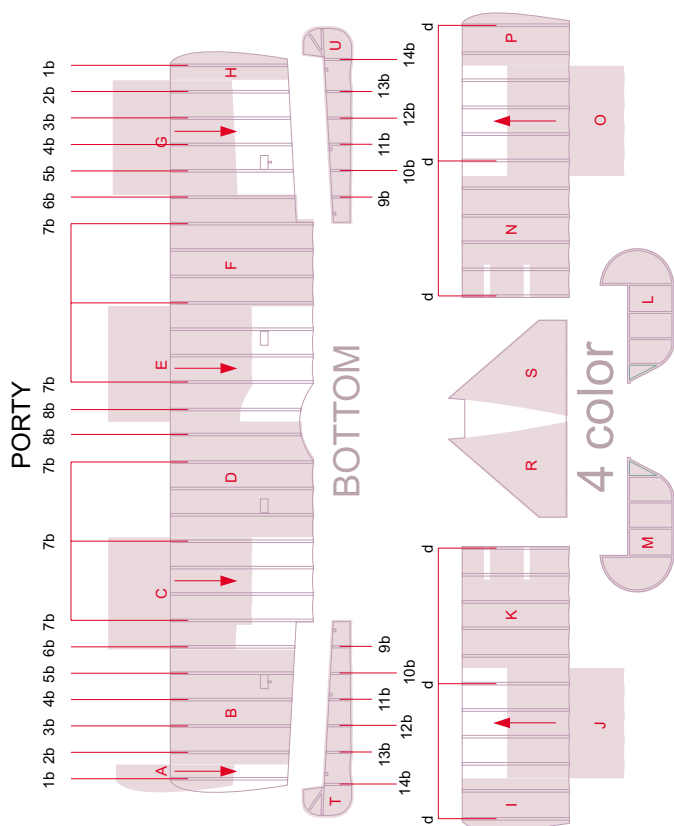 PORTY
1b 2b 3b 4b 5b 6b 7b 7b 7b 8b 8b 7b 7b 6b 5b 4b 3b 2b 1b
A B C D E F G H
T BOTTOM U
14b 13b 12b 11b 10b 9b 9b 10b 11b 12b 13b 14b
d d d d d d
I K R S N P
J 4 color O
M L